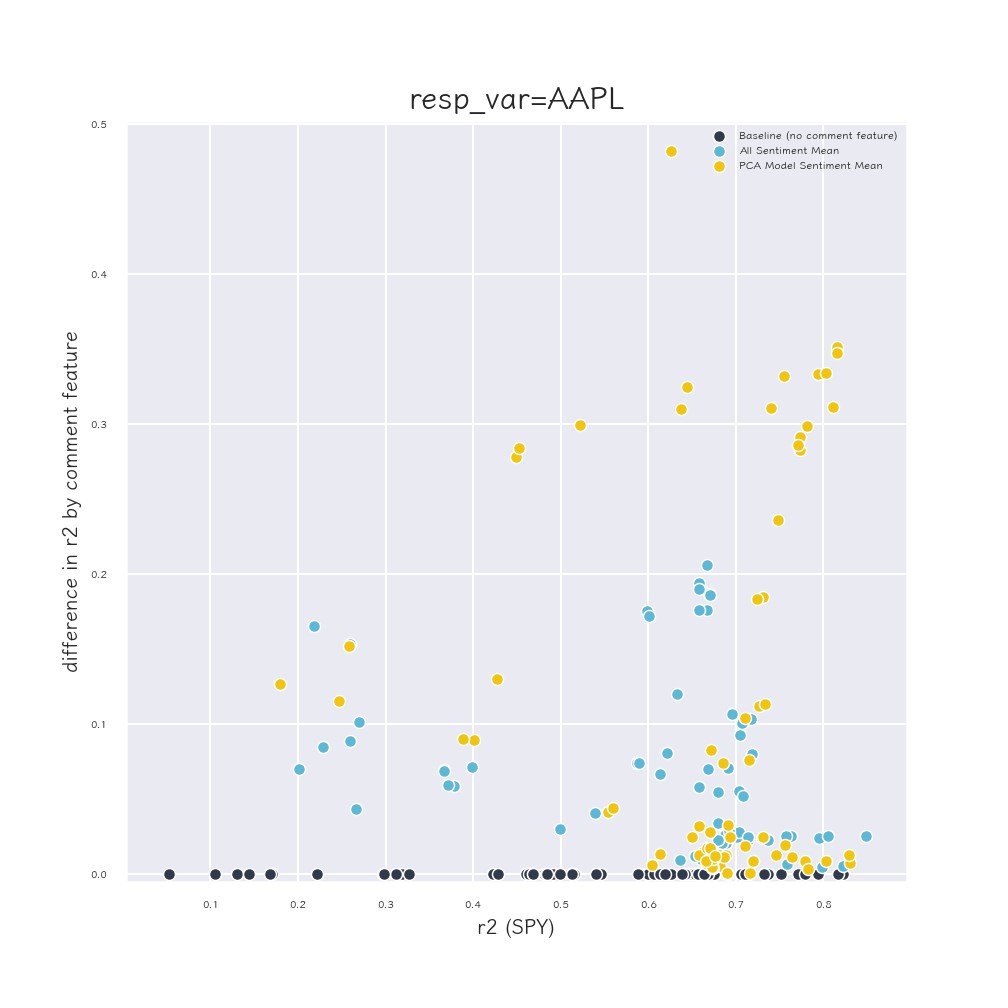 resp_var=AAPL
Baseline (no comment feature)
All Sentiment Mean
PCA Model Sentiment Mean
difference in r2 by comment feature
0.5
0.4
0.3
0.2
0.1
0.0
0.1 0.2 0.3 0.4 0.5 0.6 0.7 0.8
r2 (SPY)